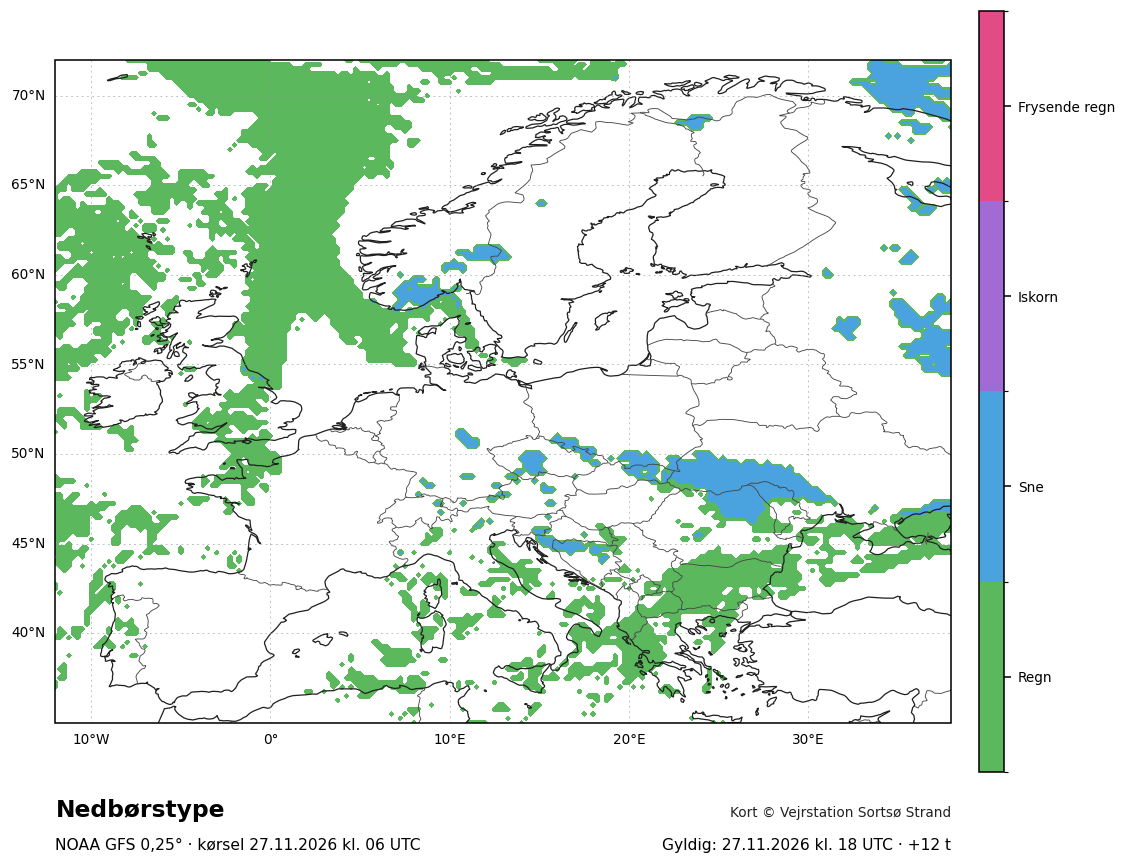 70°N
65°N
60°N
55°N
50°N
45°N
40°N
10°W
0°
10°E
20°E
30°E
Frysende regn
Iskorn
Sne
Regn
Nedbørstype
Kort © Vejrstation Sortsø Strand
NOAA GFS 0,25° · kørsel 27.11.2026 kl. 06 UTC
Gyldig: 27.11.2026 kl. 18 UTC · +12 t